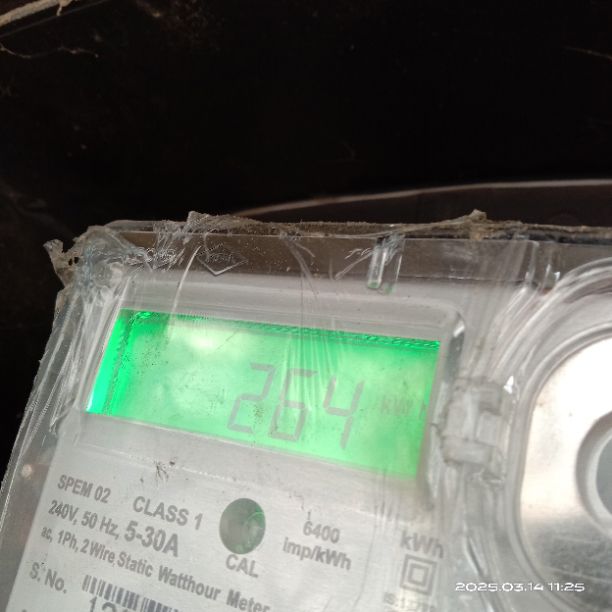 264 kW
SPEM 02
CLASS 1
240V, 50 Hz, 5-30A
6400
imp/kWh
kWh
CAL
ac, 1Ph, 2 Wire, Static Watthour Meter
S. No.
2025.03.14 11:25